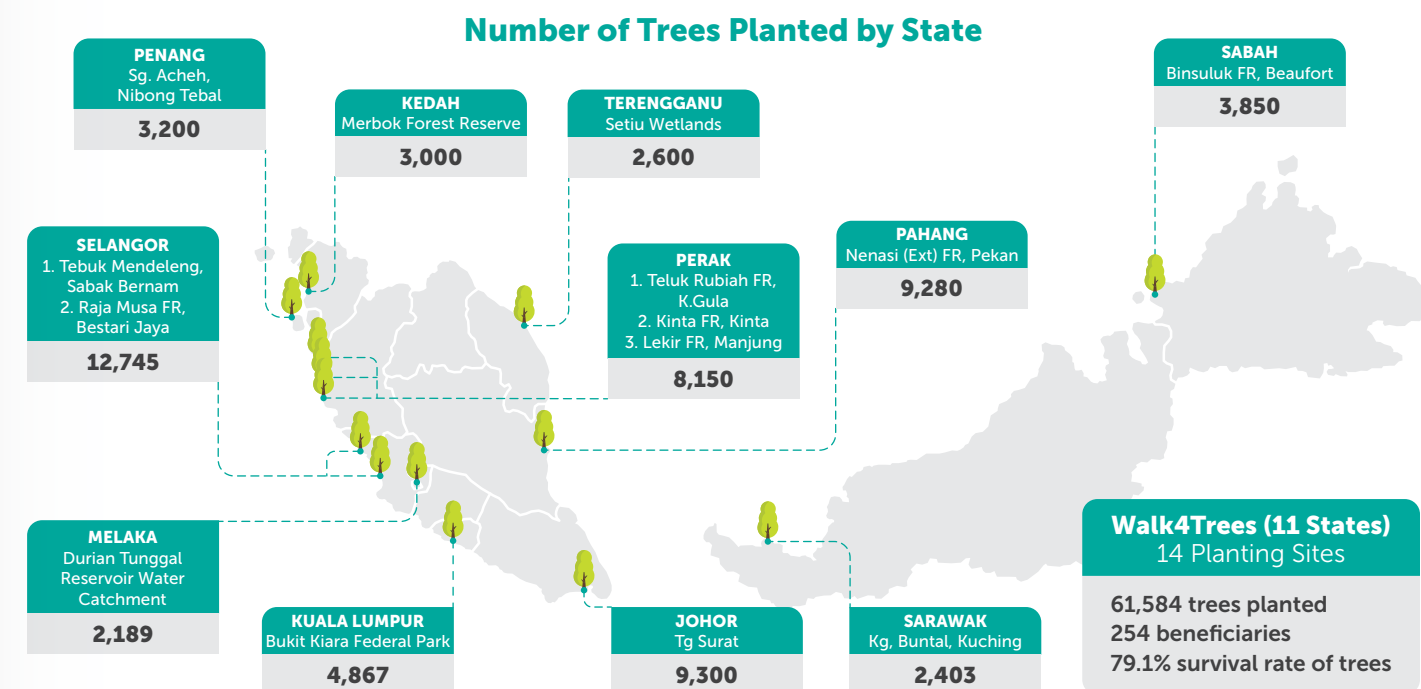 Number of Trees Planted by State
PENANG
Sg. Acheh,
Nibong Tebal
3,200
KEDAH
Merbok Forest Reserve
3,000
TERENGGANU
Setiu Wetlands
2,600
SABAH
Binsuluk FR, Beaufort
3,850
SELANGOR
1. Tebuk Mendeleng,
Sabak Bernam
2. Raja Musa FR,
Bestari Jaya
12,745
PERAK
1. Teluk Rubiah FR,
K.Gula
2. Kinta FR, Kinta
3. Lekir FR, Manjung
8,150
PAHANG
Nenasi (Ext) FR, Pekan
9,280
MELAKA
Durian Tunggal
Reservoir Water
Catchment
2,189
KUALA LUMPUR
Bukit Kiara Federal Park
4,867
JOHOR
Tg Surat
9,300
SARAWAK
Kg, Buntal, Kuching
2,403
Walk4Trees (11 States)
14 Planting Sites
61,584 trees planted
254 beneficiaries
79.1% survival rate of trees